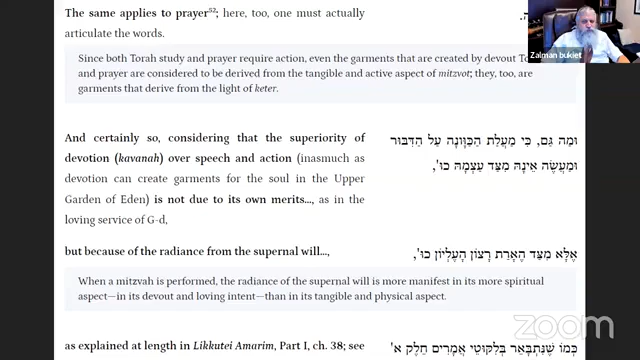 The same applies to prayer⁵²; here, too, one must actually
articulate the words.
Since both Torah study and prayer require action, even the garments that are created by devout To
and prayer are considered to be derived from the tangible and active aspect of mitzvot; they, too, are
garments that derive from the light of keter.
Zalman bukiet
And certainly so, considering that the superiority of
devotion (kavanah) over speech and action (inasmuch as
devotion can create garments for the soul in the Upper
Garden of Eden) is not due to its own merits..., as in the
loving service of G-d,
וּמַה גַּם, כִּי מַעֲלַת הַכַּוָּונָה עַל הַדִּבּוּר
וּמַעֲשֶׂה אֵינָהּ מִצַּד עַצְמָהּ כו',
but because of the radiance from the supernal will...,
אֶלָּא מִצַּד הֶאָרַת רָצוֹן הָעֶלְיוֹן כו',
When a mitzvah is performed, the radiance of the supernal will is more manifest in its more spiritual
aspect—in its devout and loving intent—than in its tangible and physical aspect.
as explained at length in Likkutei Amarim, Part I, ch. 38; see
כְּמוֹ שֶׁנִּתְבָּאֵר בְּלִקּוּטֵי אֲמָרִים חֵלֶק א'
zoom